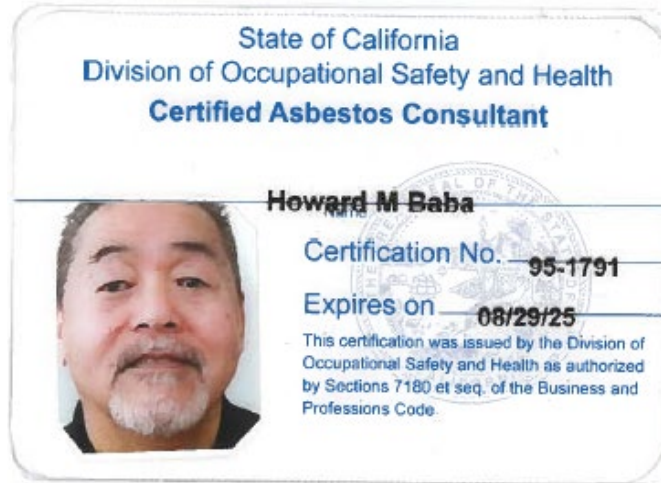 State of California
Division of Occupational Safety and Health
Certified Asbestos Consultant
Howard M Baba
Name
Certification No. 95-1791
Expires on 08/29/25
This certification was issued by the Division of
Occupational Safety and Health as authorized
by Sections 7180 et seq. of the Business and
Professions Code